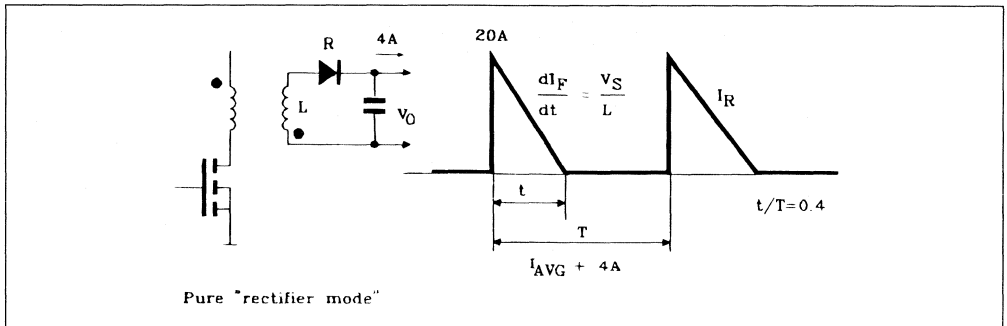 R
4A
L
V_O
20A
dI_F
dt
=
V_S
L
I_R
t
t/T=0.4
T
I_AVG + 4A
Pure "rectifier mode"